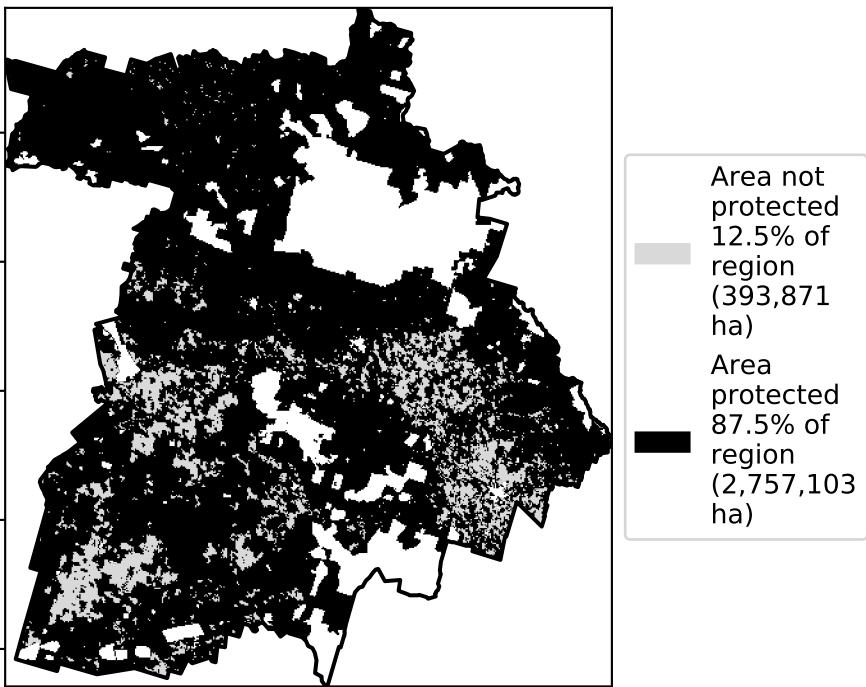 Area not
protected
12.5% of
region
(393,871
ha)
Area
protected
87.5% of
region
(2,757,103
ha)